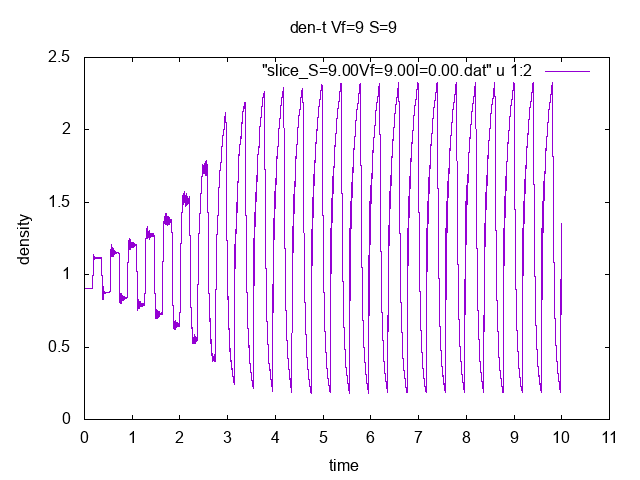 den-t Vf=9 S=9
"slice_S=9.00Vf=9.00I=0.00.dat" u 1:2
2.5
2
1.5
1
0.5
0
density
0 1 2 3 4 5 6 7 8 9 10 11
time